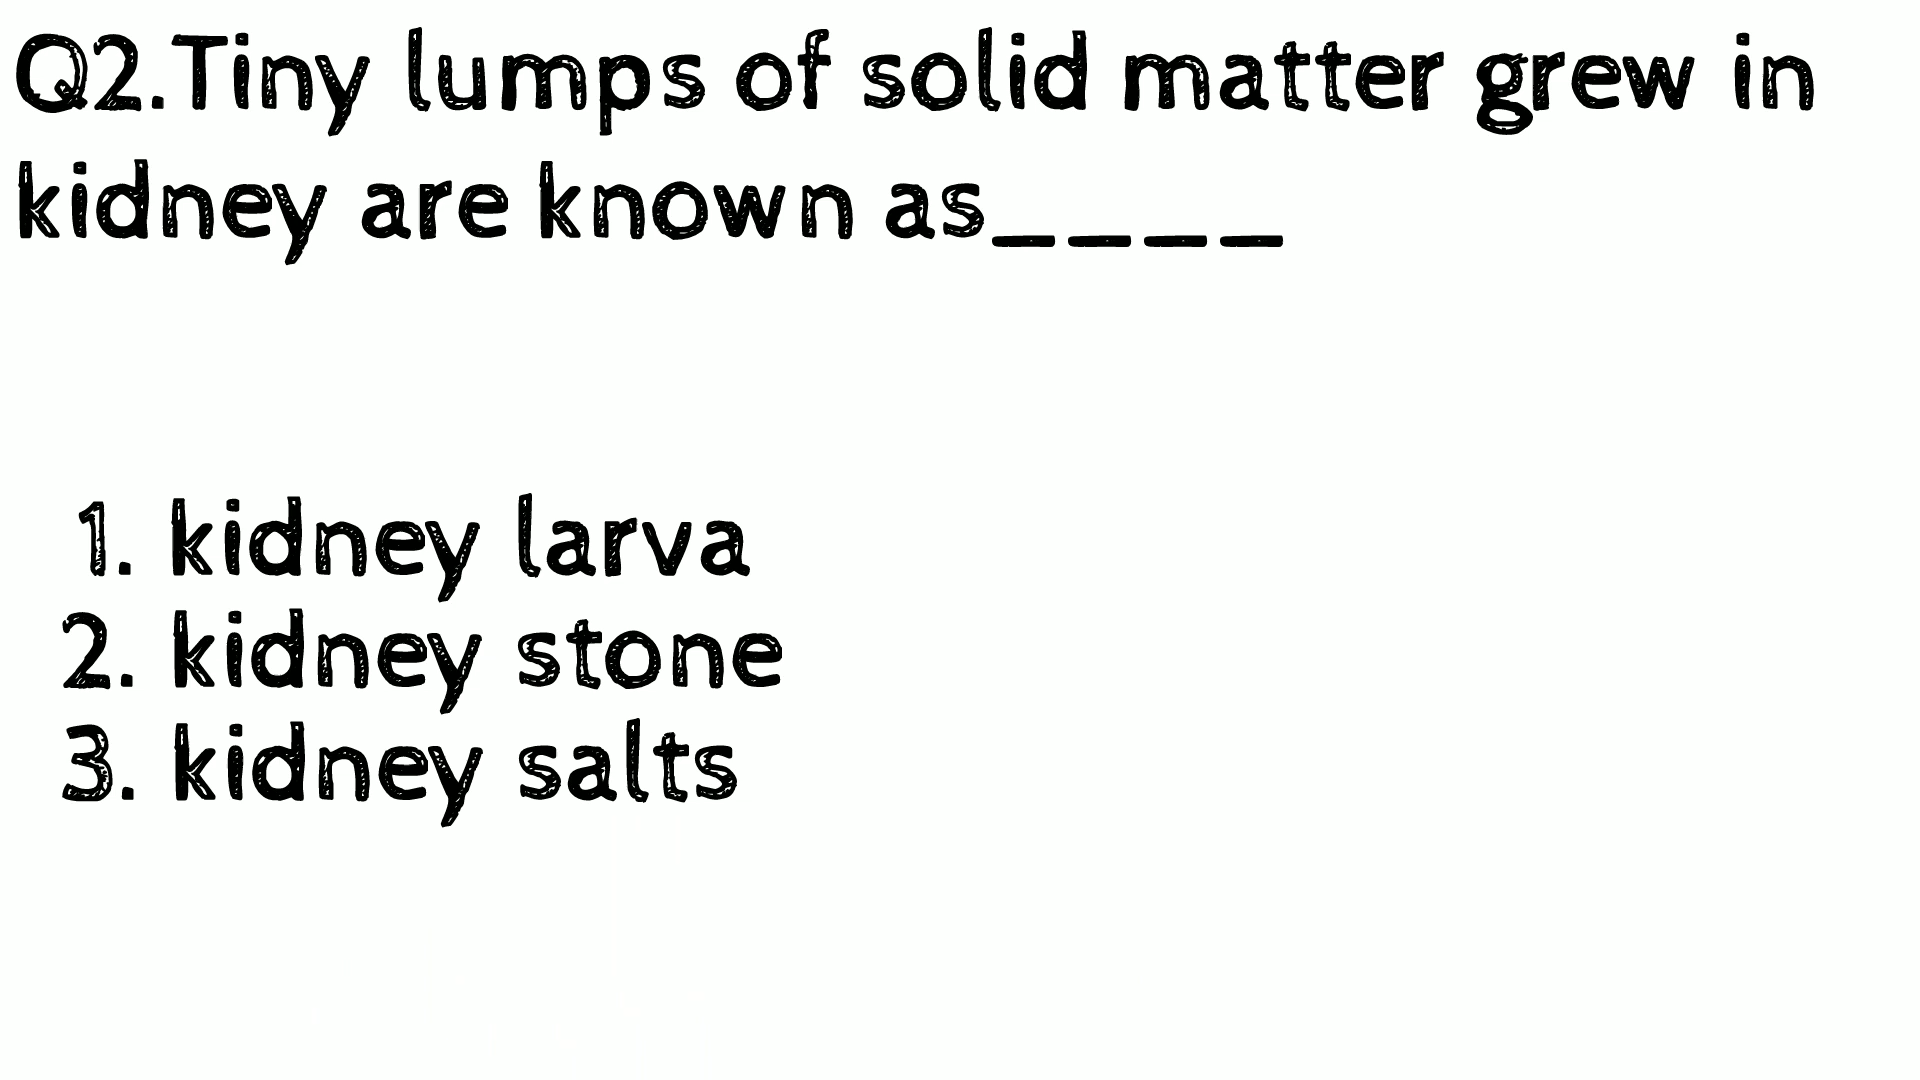 Q2.Tiny lumps of solid matter grew in
kidney are known as____
1. kidney larva
2. kidney stone
3. kidney salts